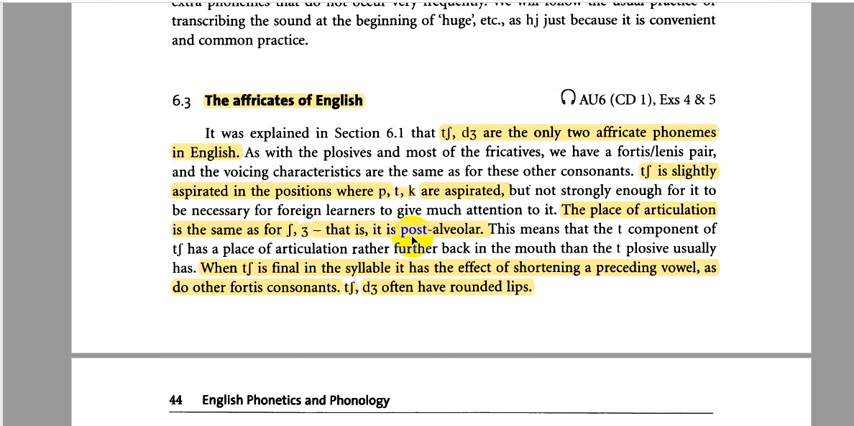 extra phonemes that do not occur very frequently. We will follow the usual practice of
transcribing the sound at the beginning of ‘huge’, etc., as hj just because it is convenient
and common practice.
6.3 The affricates of English AU6 (CD 1), Exs 4 & 5
It was explained in Section 6.1 that tʃ, dʒ are the only two affricate phonemes
in English. As with the plosives and most of the fricatives, we have a fortis/lenis pair,
and the voicing characteristics are the same as for these other consonants. tʃ is slightly
aspirated in the positions where p, t, k are aspirated, but not strongly enough for it to
be necessary for foreign learners to give much attention to it. The place of articulation
is the same as for ʃ, ʒ – that is, it is post-alveolar. This means that the t component of
tʃ has a place of articulation rather further back in the mouth than the t plosive usually
has. When tʃ is final in the syllable it has the effect of shortening a preceding vowel, as
do other fortis consonants. tʃ, dʒ often have rounded lips.
44 English Phonetics and Phonology